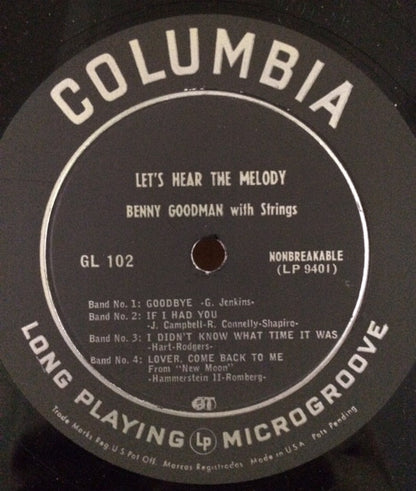 COLUMBIA
LET'S HEAR THE MELODY
BENNY GOODMAN with Strings
GL 102
NONBREAKABLE
(LP 9401)
Band No. 1: GOODBYE -G. Jenkins-
Band No. 2: IF I HAD YOU
-J. Campbell-R. Connelly-Shapiro-
Band No. 3: I DIDN'T KNOW WHAT TIME IT WAS
-Hart-Rodgers-
Band No. 4: LOVER, COME BACK TO ME
From "New Moon"
-Hammerstein II-Romberg-
LONG PLAYING Lp MICROGROOVE
Trade Marks Reg. U.S. Pat. Off. Marcas Registradas Made in U.S.A. Pats. Pending